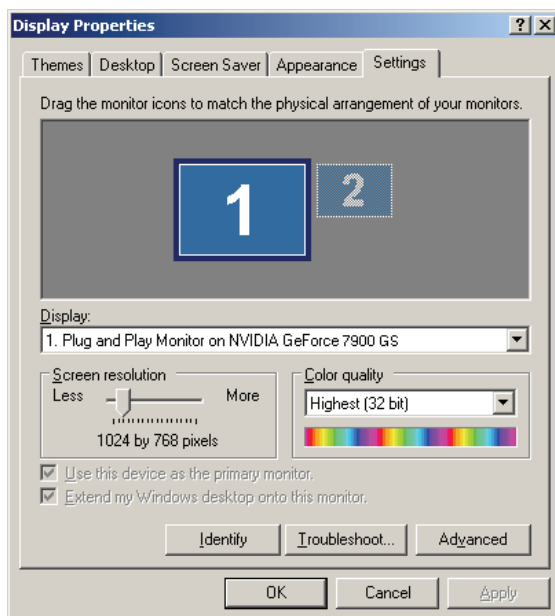 Display Properties
Themes Desktop Screen Saver Appearance Settings
Drag the monitor icons to match the physical arrangement of your monitors.
1 2
Display:
1. Plug and Play Monitor on NVIDIA GeForce 7900 GS
Screen resolution
Less More
1024 by 768 pixels
Color quality
Highest (32 bit)
Use this device as the primary monitor.
Extend my Windows desktop onto this monitor.
Identify Troubleshoot... Advanced
OK Cancel Apply